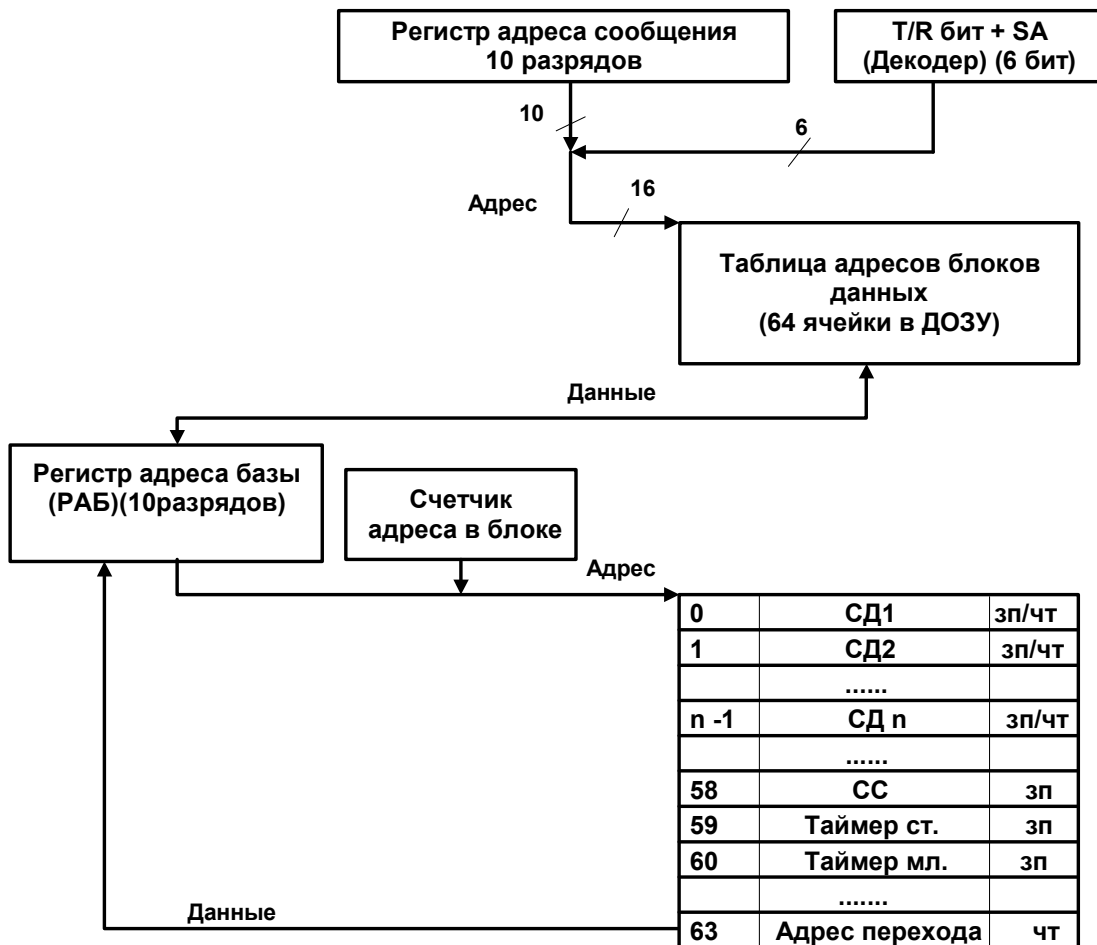 Регистр адреса сообщения
10 разрядов
T/R бит + SA
(Декодер) (6 бит)
10
6
16
Адрес
Таблица адресов блоков
данных
(64 ячейки в ДОЗУ)
Данные
Регистр адреса базы
(РАБ)(10разрядов)
Счетчик
адреса в блоке
Адрес
0 СД1 зп/чт
1 СД2 зп/чт
......
n -1 СД n зп/чт
......
58 СС зп
59 Таймер ст. зп
60 Таймер мл. зп
.......
Данные
63 Адрес перехода чт